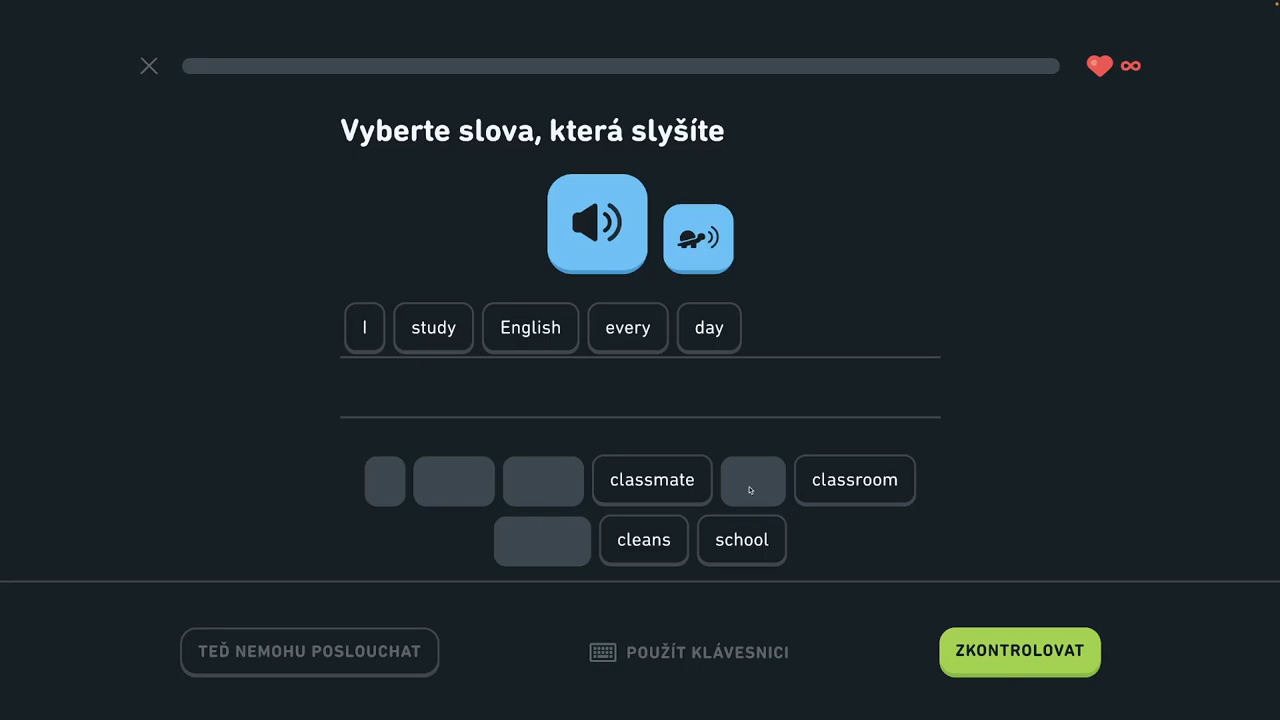 Vyberte slova, která slyšíte
I study English every day
classmate classroom
cleans school
TEĎ NEMOHU POSLOUCHAT POUŽÍT KLÁVESNICI ZKONTROLOVAT